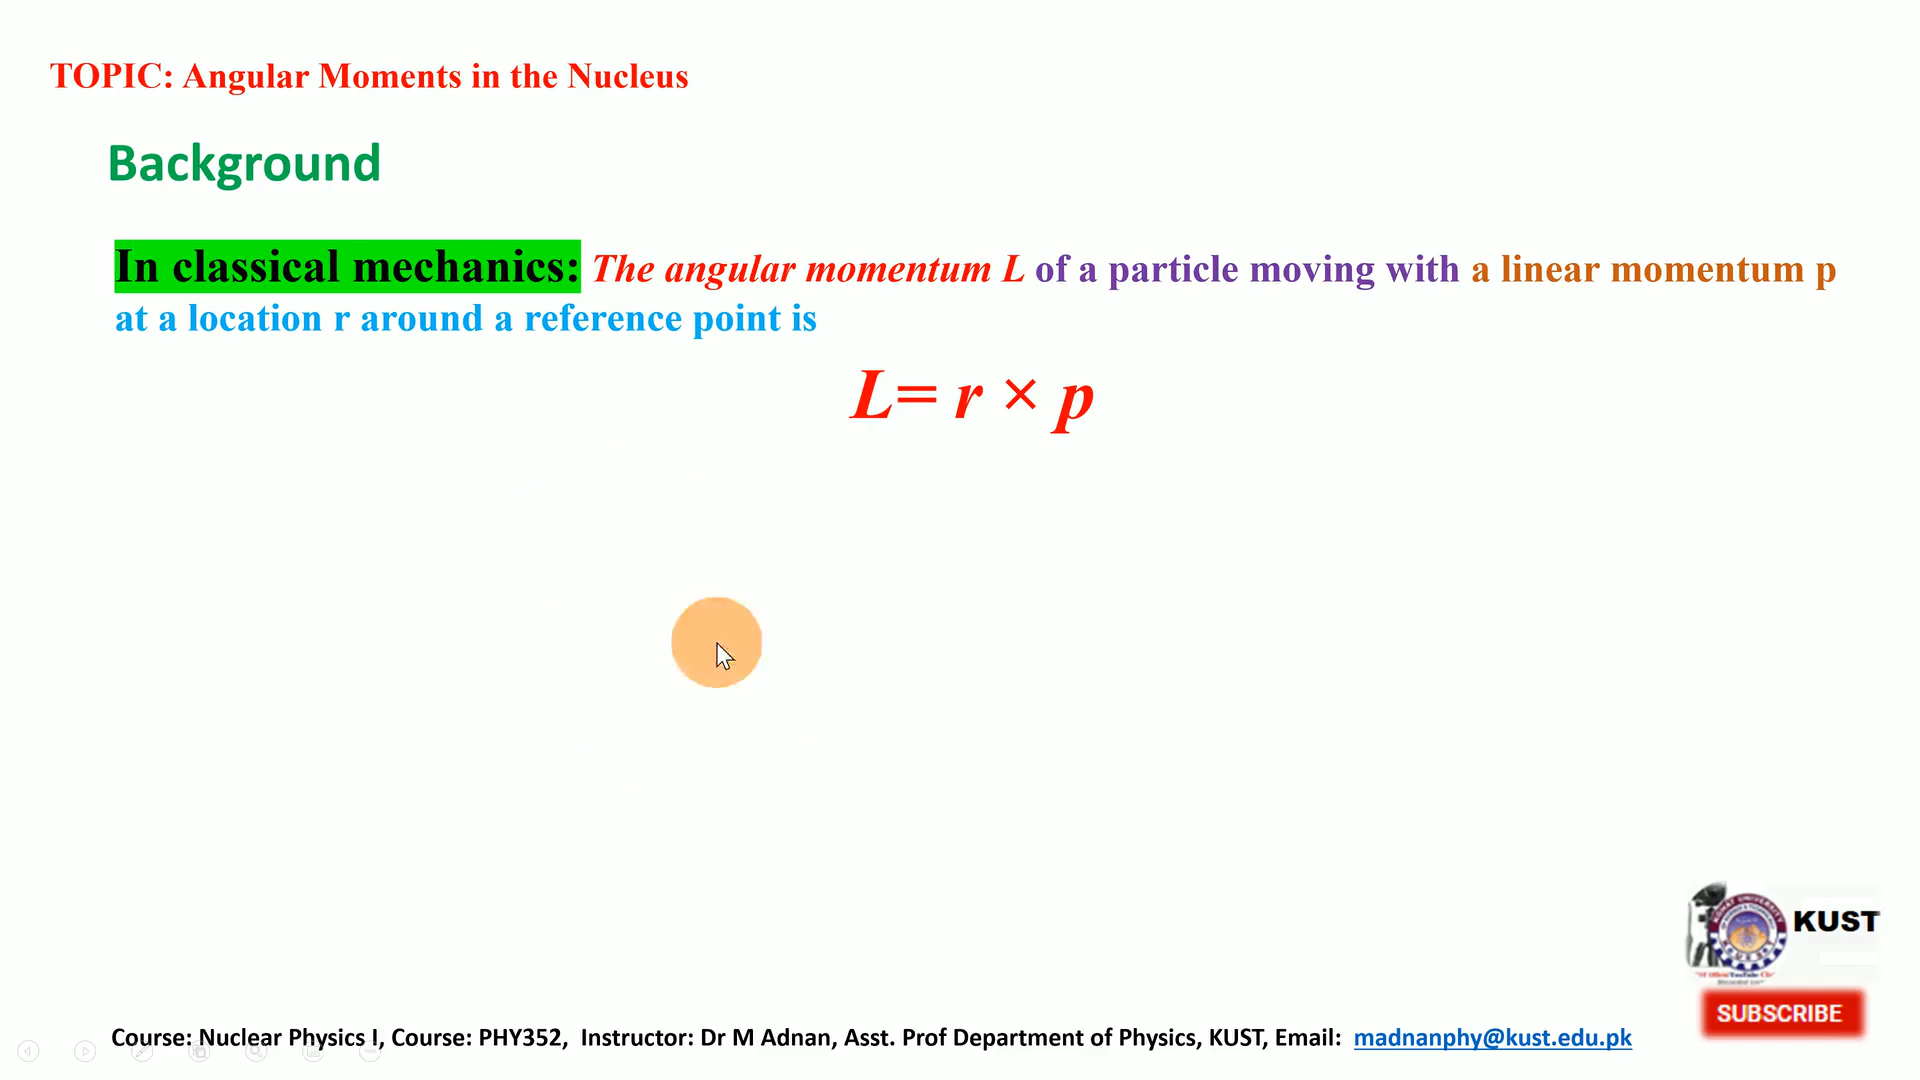 TOPIC: Angular Moments in the Nucleus
Background
In classical mechanics: The angular momentum L of a particle moving with a linear momentum p
at a location r around a reference point is
L= r × p
KUST
SUBSCRIBE
Course: Nuclear Physics I, Course: PHY352, Instructor: Dr M Adnan, Asst. Prof Department of Physics, KUST, Email: madnanphy@kust.edu.pk